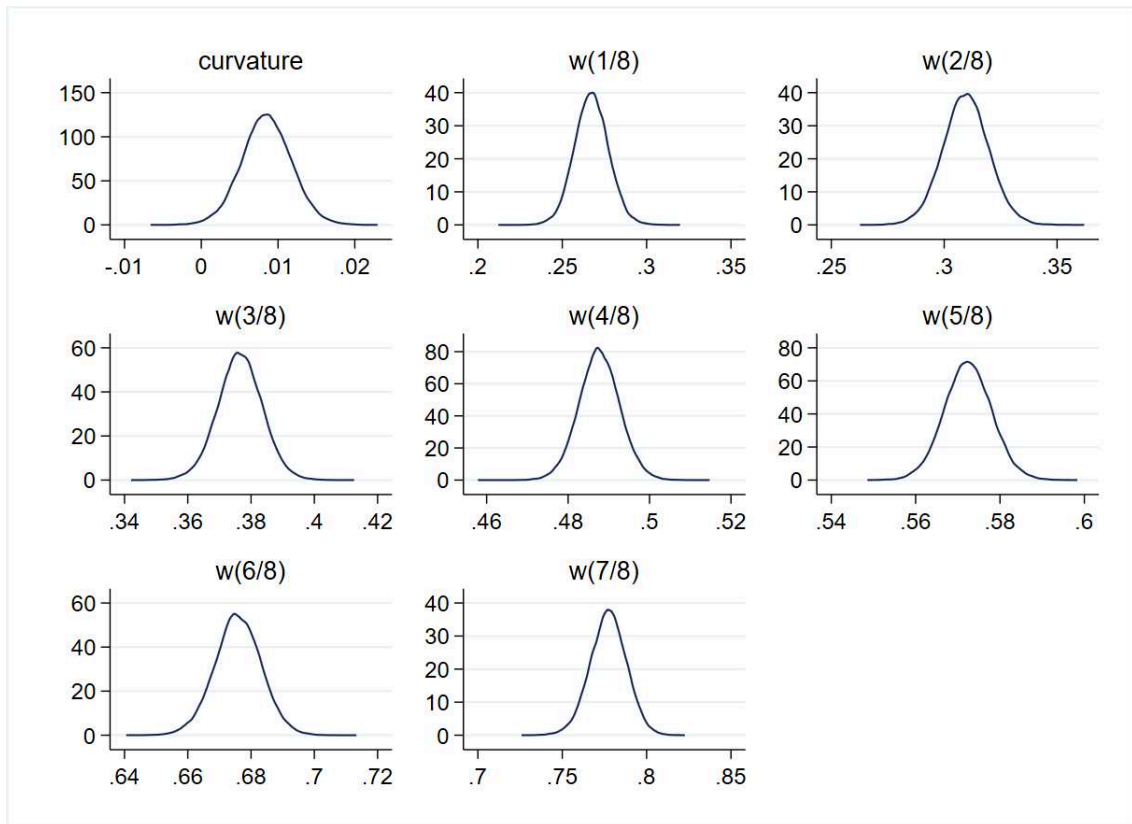 curvature
150
100
50
0
-.01 0 .01 .02
w(1/8)
40
30
20
10
0
.2 .25 .3 .35
w(2/8)
40
30
20
10
0
.25 .3 .35
w(3/8)
60
40
20
0
.34 .36 .38 .4 .42
w(4/8)
80
60
40
20
0
.46 .48 .5 .52
w(5/8)
80
60
40
20
0
.54 .56 .58 .6
w(6/8)
60
40
20
0
.64 .66 .68 .7 .72
w(7/8)
40
30
20
10
0
.7 .75 .8 .85